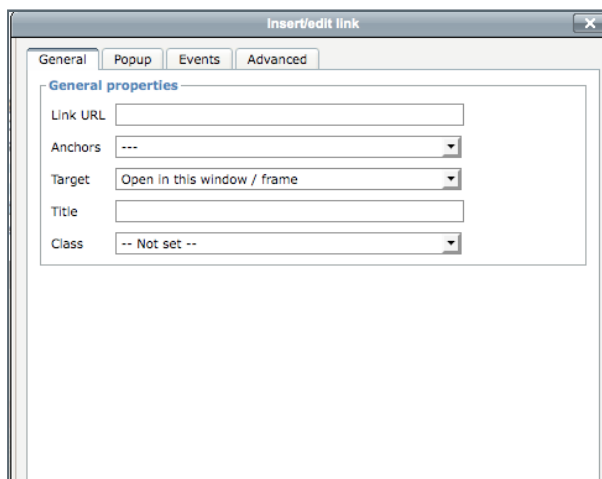 Insert/edit link
General Popup Events Advanced
General properties
Link URL
Anchors ---
Target Open in this window / frame
Title
Class -- Not set --